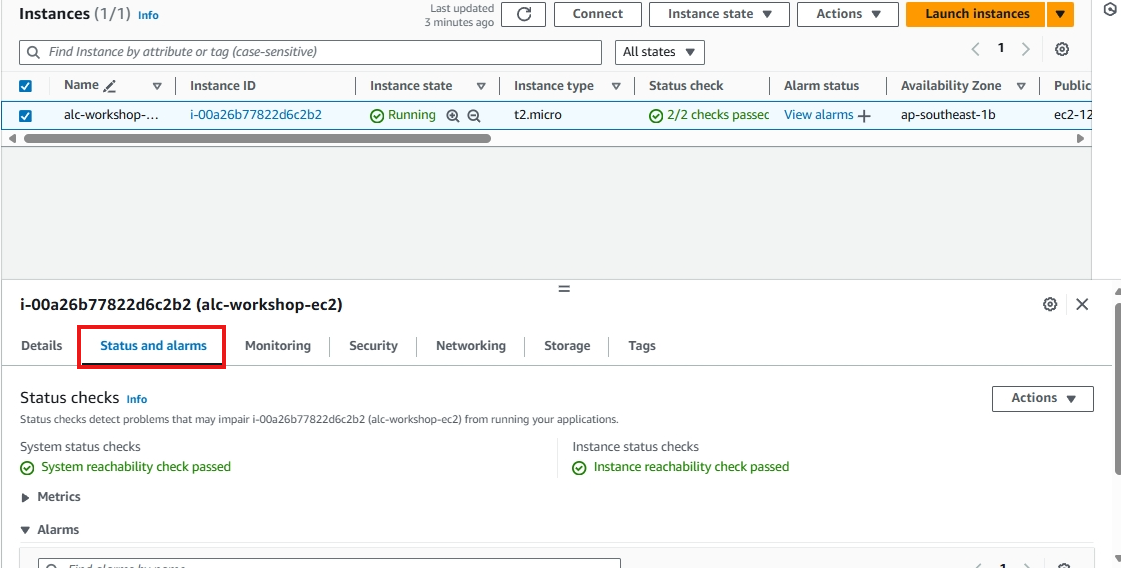 Instances (1/1) Info
Last updated
3 minutes ago
Connect
Instance state
Actions
Launch instances
Find Instance by attribute or tag (case-sensitive)
All states
1
Name
Instance ID
Instance state
Instance type
Status check
Alarm status
Availability Zone
Public
alc-workshop-...
i-00a26b77822d6c2b2
Running
t2.micro
2/2 checks passed
View alarms
ap-southeast-1b
ec2-12
i-00a26b77822d6c2b2 (alc-workshop-ec2)
Details
Status and alarms
Monitoring
Security
Networking
Storage
Tags
Status checks Info
Actions
Status checks detect problems that may impair i-00a26b77822d6c2b2 (alc-workshop-ec2) from running your applications.
System status checks
System reachability check passed
Instance status checks
Instance reachability check passed
Metrics
Alarms
Find alarms by name
1